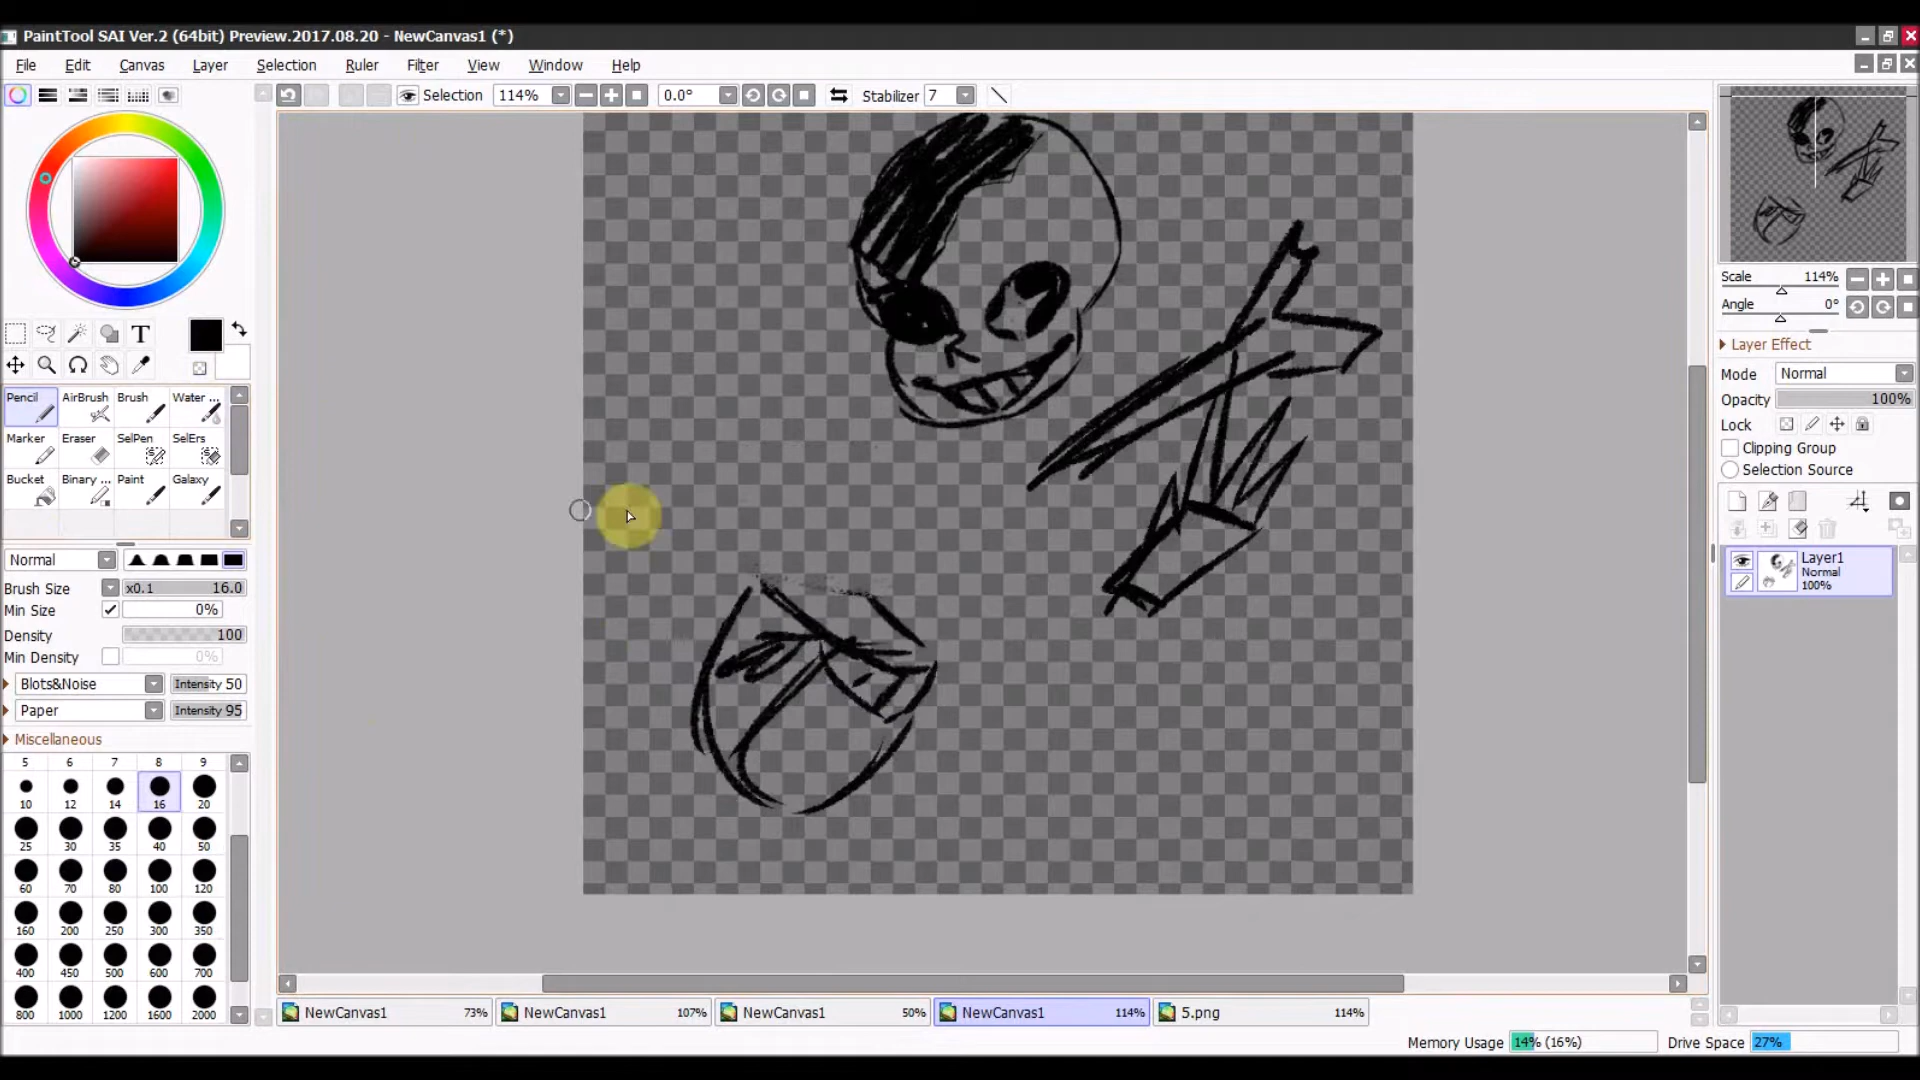 PaintTool SAI Ver.2 (64bit) Preview.2017.08.20 - NewCanvas1 (*)
File Edit Canvas Layer Selection Ruler Filter View Window Help
Selection 114% 0.0° Stabilizer 7
T
Pencil AirBrush Brush Water ...
Marker Eraser SelPen SelErs
Bucket Binary ... Paint Galaxy
Normal
Brush Size x0.1 16.0
Min Size 0%
Density 100
Min Density 0%
Blots&Noise Intensity 50
Paper Intensity 95
Miscellaneous
5 6 7 8 9
10 12 14 16 20
25 30 35 40 50
60 70 80 100 120
160 200 250 300 350
400 450 500 600 700
800 1000 1200 1600 2000
Scale 114%
Angle 0°
Layer Effect
Mode Normal
Opacity 100%
Lock
Clipping Group
Selection Source
Layer1
Normal
100%
NewCanvas1 73% NewCanvas1 107% NewCanvas1 50% NewCanvas1 114% 5.png 114%
Memory Usage 14% (16%) Drive Space 27%